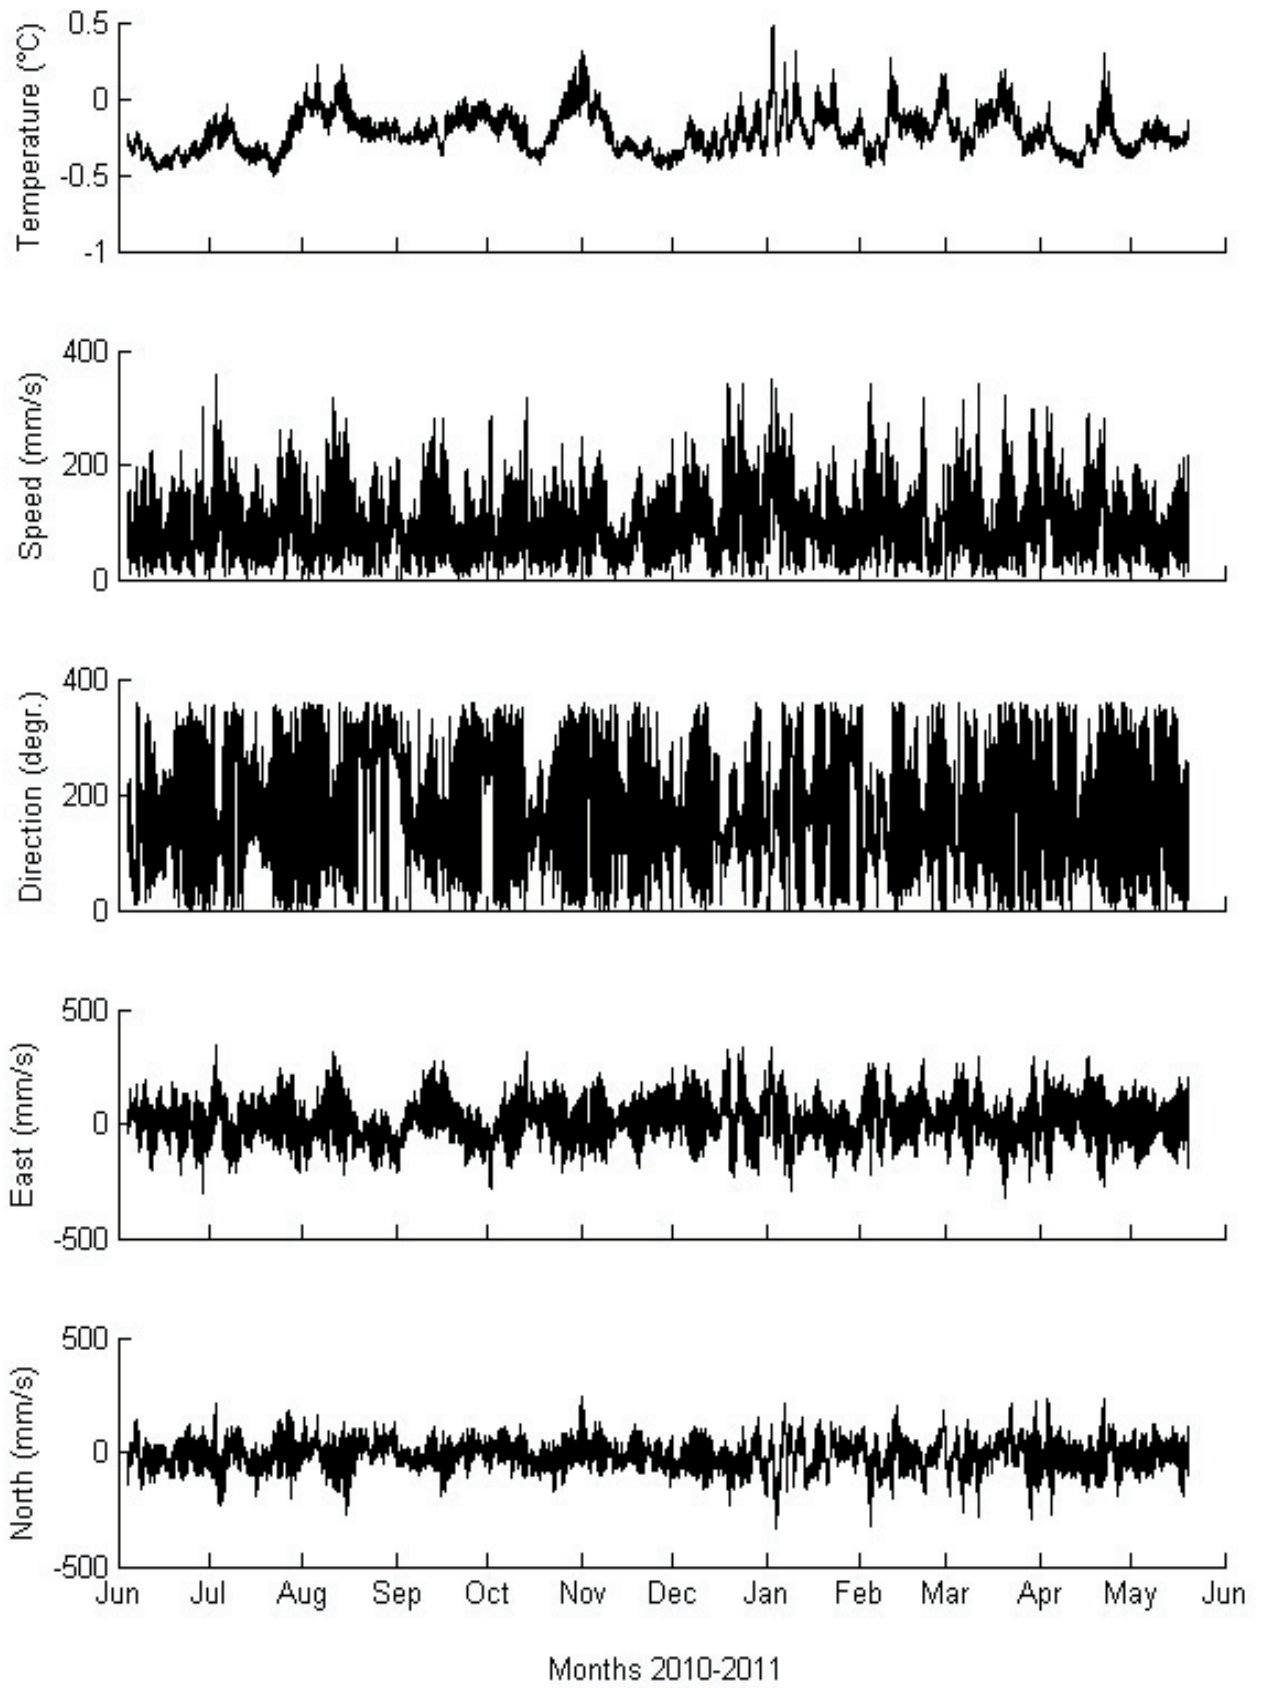 Temperature (°C)
0.5
0
-0.5
-1
Speed (mm/s)
400
200
0
Direction (degr.)
400
200
0
East (mm/s)
500
0
-500
North (mm/s)
500
0
-500
Jun Jul Aug Sep Oct Nov Dec Jan Feb Mar Apr May Jun
Months 2010-2011